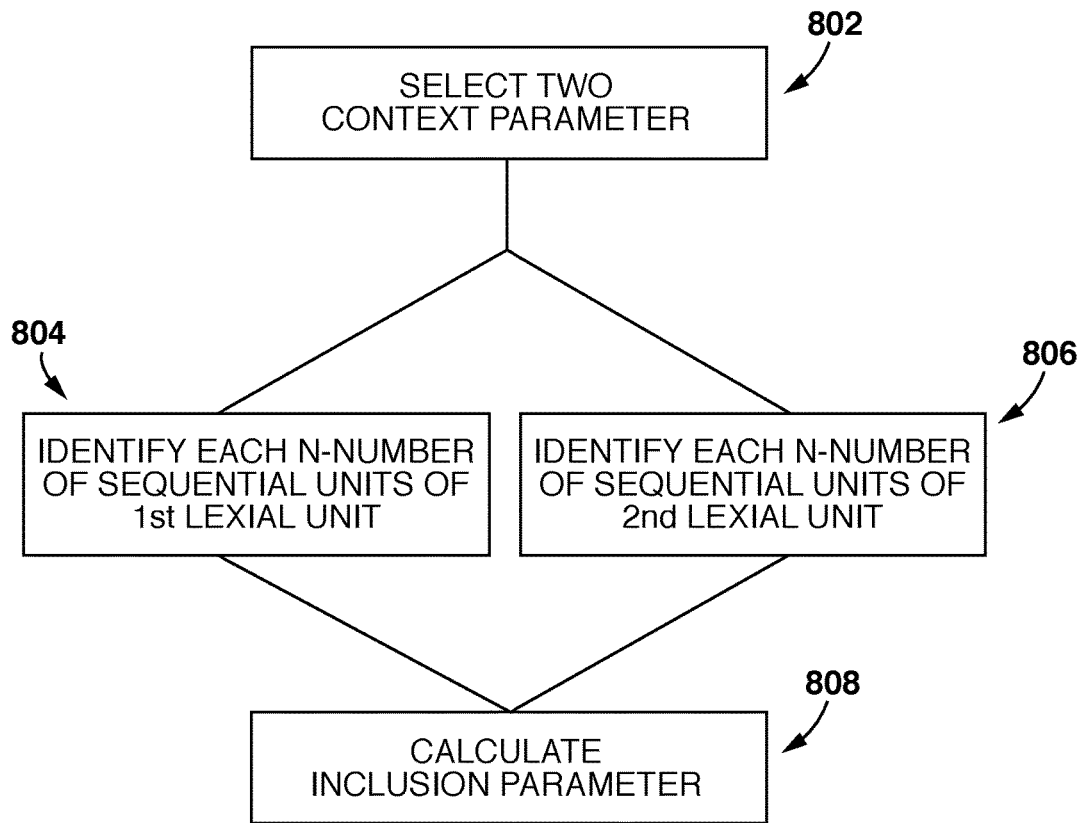 802
SELECT TWO
CONTEXT PARAMETER
804
806
IDENTIFY EACH N-NUMBER
OF SEQUENTIAL UNITS OF
1st LEXIAL UNIT
IDENTIFY EACH N-NUMBER
OF SEQUENTIAL UNITS OF
2nd LEXIAL UNIT
808
CALCULATE
INCLUSION PARAMETER